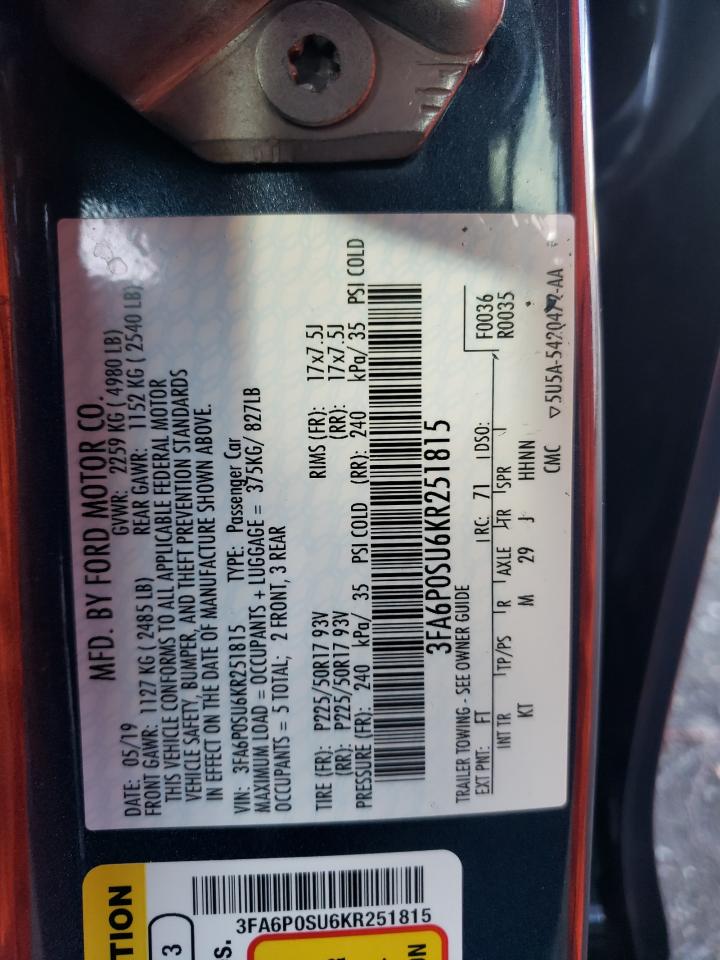 MFD. BY FORD MOTOR CO.
DATE: 05/19 GVWR: 2259 KG ( 4980 LB)
FRONT GAWR: 1127 KG ( 2485 LB) REAR GAWR: 1152 KG ( 2540 LB)
THIS VEHICLE CONFORMS TO ALL APPLICABLE FEDERAL MOTOR
VEHICLE SAFETY, BUMPER, AND THEFT PREVENTION STANDARDS
IN EFFECT ON THE DATE OF MANUFACTURE SHOWN ABOVE.
VIN: 3FA6P0SU6KR251815 TYPE: Passenger Car
MAXIMUM LOAD = OCCUPANTS + LUGGAGE = 375KG/ 827LB
OCCUPANTS = 5 TOTAL; 2 FRONT, 3 REAR
TIRE (FR): P225/50R17 93V RIMS (FR): 17x7.5J
(RR): P225/50R17 93V (RR): 17x7.5J
PRESSURE (FR): 240 kPa/ 35 PSI COLD (RR): 240 kPa/ 35 PSI COLD
3FA6P0SU6KR251815
TRAILER TOWING - SEE OWNER GUIDE
EXT PNT: FT RC: 71 DSO: F0036
R0035
INT TR TP/PS R AXLE TR SPR
KT M 29 J HHNN
CMC ▽5U5A-5420472-AA
TION
3
S.
3FA6P0SU6KR251815
ON